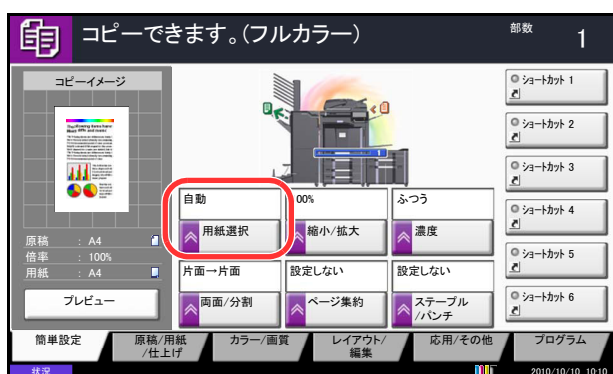 コピーできます。(フルカラー)
部数
1
コピーイメージ
原稿 : A4
倍率 : 100%
用紙 : A4
プレビュー
自動
用紙選択
00%
縮小/拡大
ふつう
濃度
片面→片面
両面/分割
設定しない
ページ集約
設定しない
ステープル
/パンチ
ショートカット 1
ショートカット 2
ショートカット 3
ショートカット 4
ショートカット 5
ショートカット 6
簡単設定
原稿/用紙
/仕上げ
カラー/画質
レイアウト/
編集
応用/その他
プログラム
状況
2010/10/10 10:10